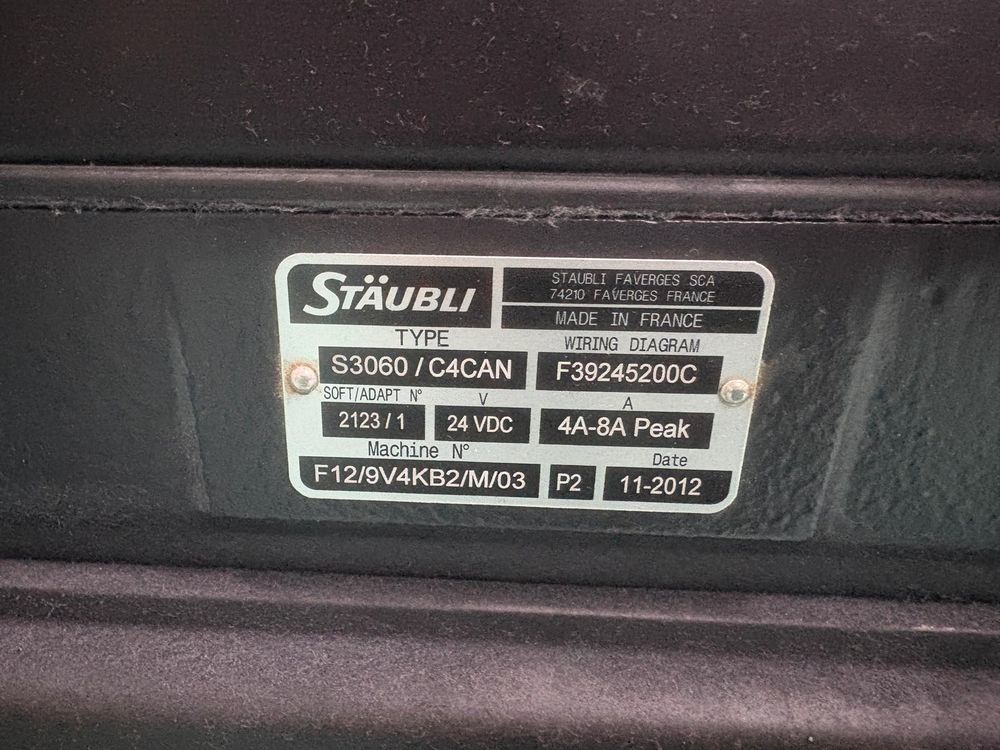 STÄUBLI
STAUBLI FAVERGES SCA
74210 FAVERGES FRANCE
MADE IN FRANCE
TYPE WIRING DIAGRAM
S3060 / C4CAN F39245200C
SOFT/ADAPT N° V A
2123 / 1 24 VDC 4A-8A Peak
Machine N° Date
F12/9V4KB2/M/03 P2 11-2012